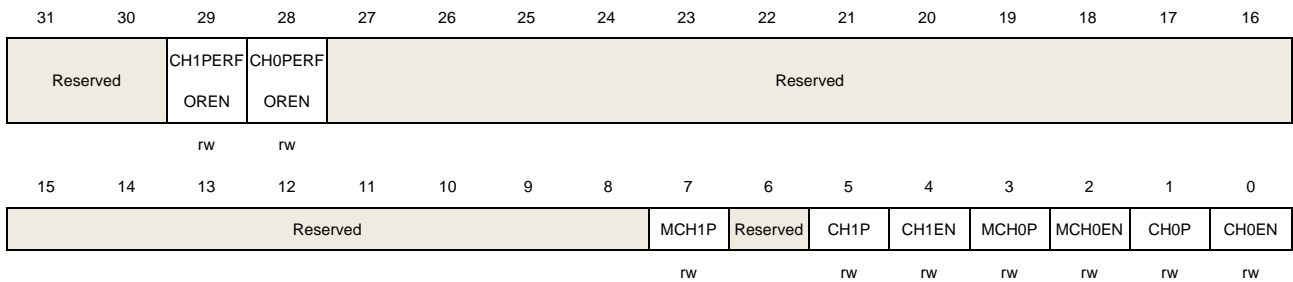 31 30 29 28 27 26 25 24 23 22 21 20 19 18 17 16
Reserved CH1PERF CH0PERF Reserved
OREN OREN
rw rw
15 14 13 12 11 10 9 8 7 6 5 4 3 2 1 0
Reserved MCH1P Reserved CH1P CH1EN MCH0P MCH0EN CH0P CH0EN
rw rw rw rw rw rw rw